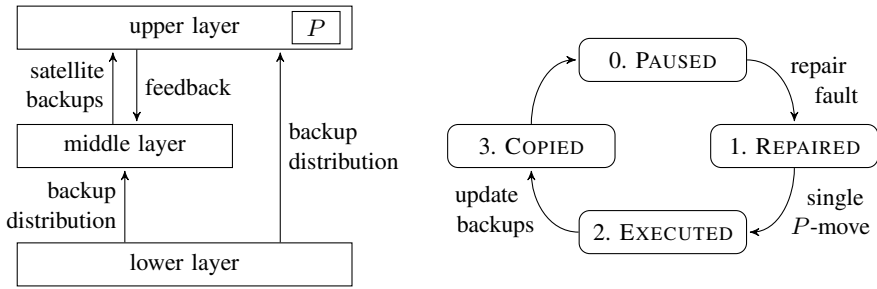 upper layer
P
satellite
backups
feedback
middle layer
backup
distribution
backup
distribution
lower layer
0. PAUSED
repair
fault
3. COPIED
1. REPAIRED
update
backups
single
P-move
2. EXECUTED